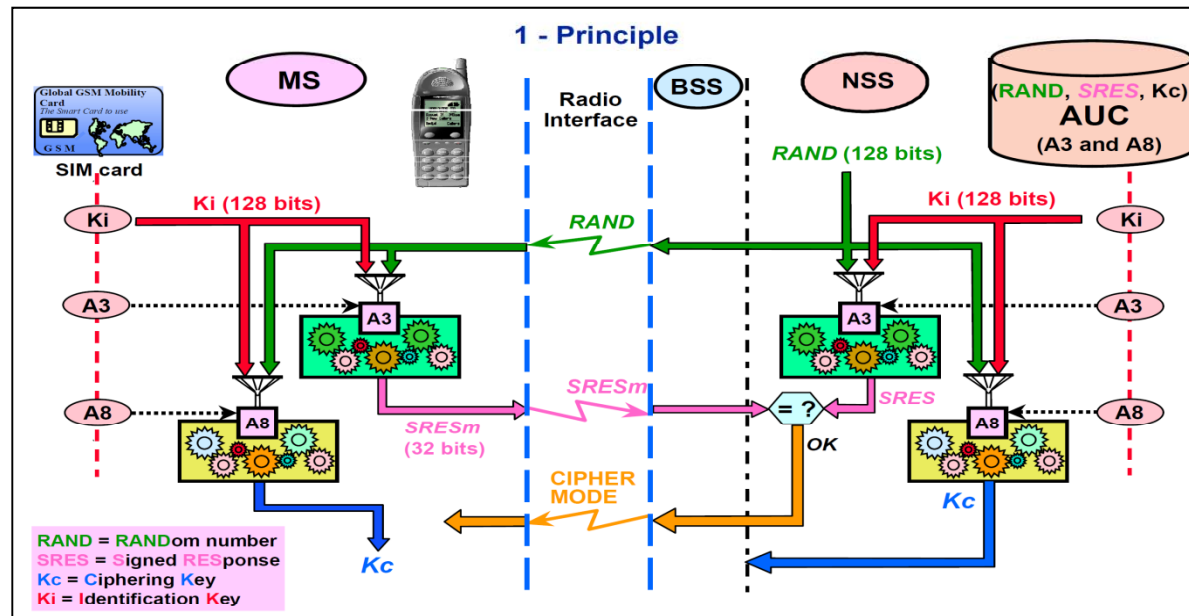 1 - Principle
MS
BSS
NSS
Global GSM Mobility
Card
The Smart Card to use
G S M
SIM card
Radio
Interface
(RAND, SRES, Kc)
AUC
(A3 and A8)
RAND (128 bits)
Ki
Ki (128 bits)
RAND
Ki (128 bits)
Ki
A3
A3
A3
A3
A8
A8
SRESm
(32 bits)
SRESm
= ?
SRES
OK
A8
A8
CIPHER
MODE
Kc
Kc
RAND = RANDom number
SRES = Signed RESponse
Kc = Ciphering Key
Ki = Identification Key